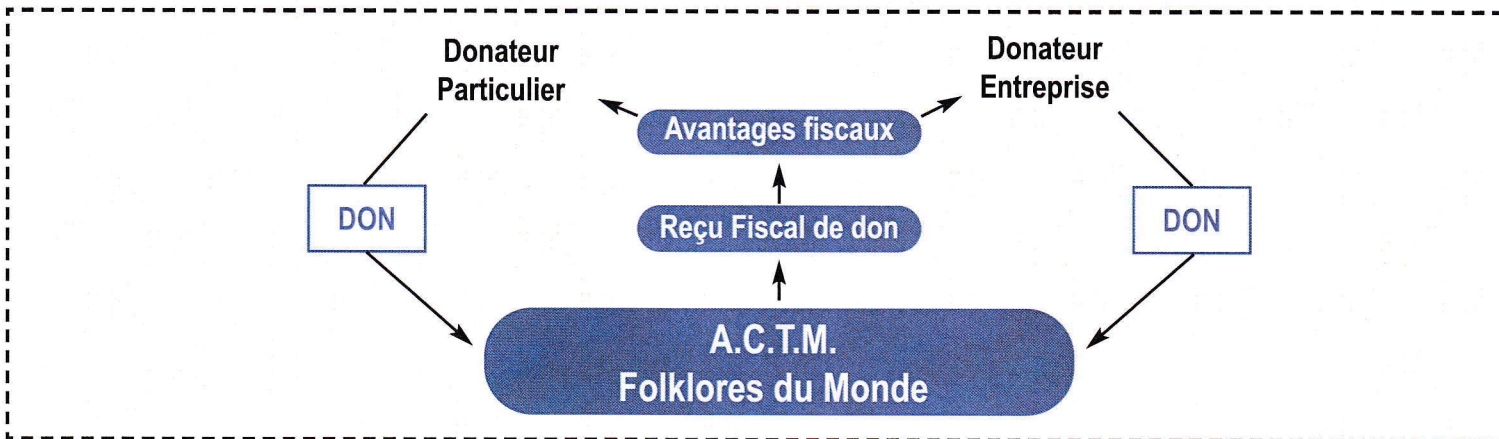 Donateur
Particulier
Donateur
Entreprise
Avantages fiscaux
DON
Reçu Fiscal de don
DON
A.C.T.M.
Folklores du Monde